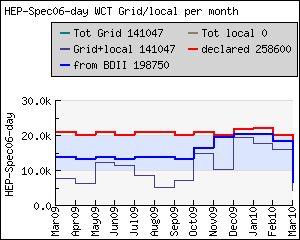 HEP-Spec06-day WCT Grid/local per month
Tot Grid 141047
Tot local 0
Grid+local 141047
declared 258600
from BDII 198750
30.0k
20.0k
10.0k
0.0
HEP-Spec06-day
Mar09
Apr09
May09
Jun09
Jul09
Aug09
Sep09
Oct09
Nov09
Dec09
Jan10
Feb10
Mar10